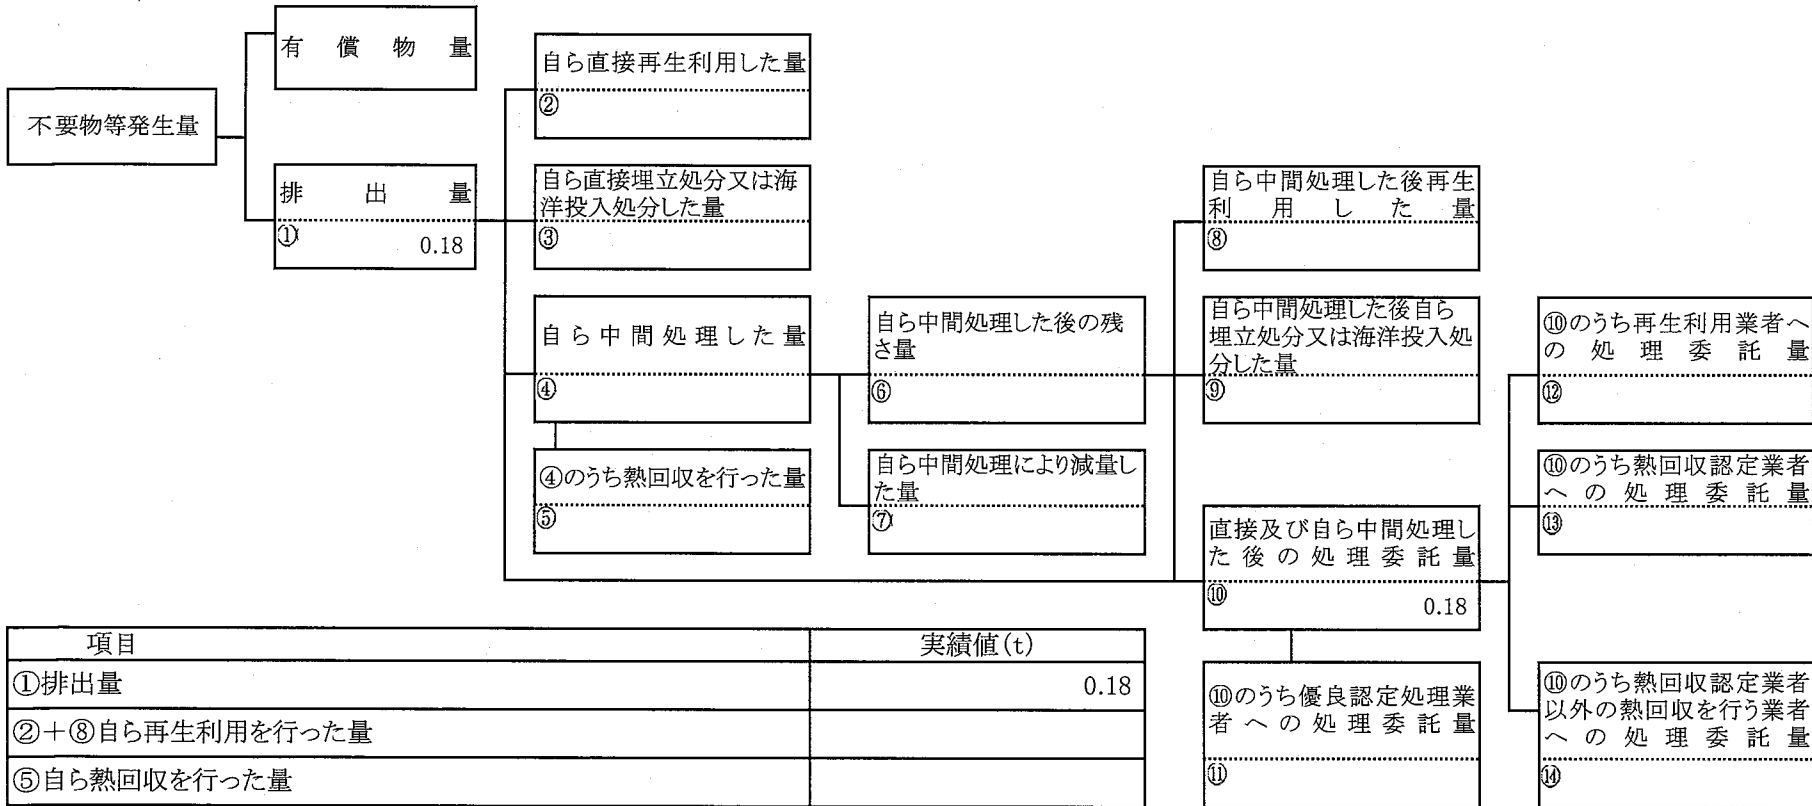 有償物量
不要物等発生量
排出量
①
0.18
自ら直接再生利用した量
②
自ら直接埋立処分又は海
洋投入処分した量
③
自ら中間処理した量
④
④のうち熱回収を行った量
⑤
自ら中間処理した後の残
さ量
⑥
自ら中間処理により減量し
た量
⑦
自ら中間処理した後再生
利用した量
⑧
自ら中間処理した後自ら
埋立処分又は海洋投入処
分した量
⑨
直接及び自ら中間処理し
た後の処理委託量
⑩
0.18
⑩のうち優良認定処理業
者への処理委託量
⑪
⑩のうち再生利用業者へ
の処理委託量
⑫
⑩のうち熱回収認定業者
への処理委託量
⑬
⑩のうち熱回収認定業者
以外の熱回収を行う業者
への処理委託量
⑭
項目 実績値(t)
①排出量 0.18
②+⑧自ら再生利用を行った量
⑤自ら熱回収を行った量